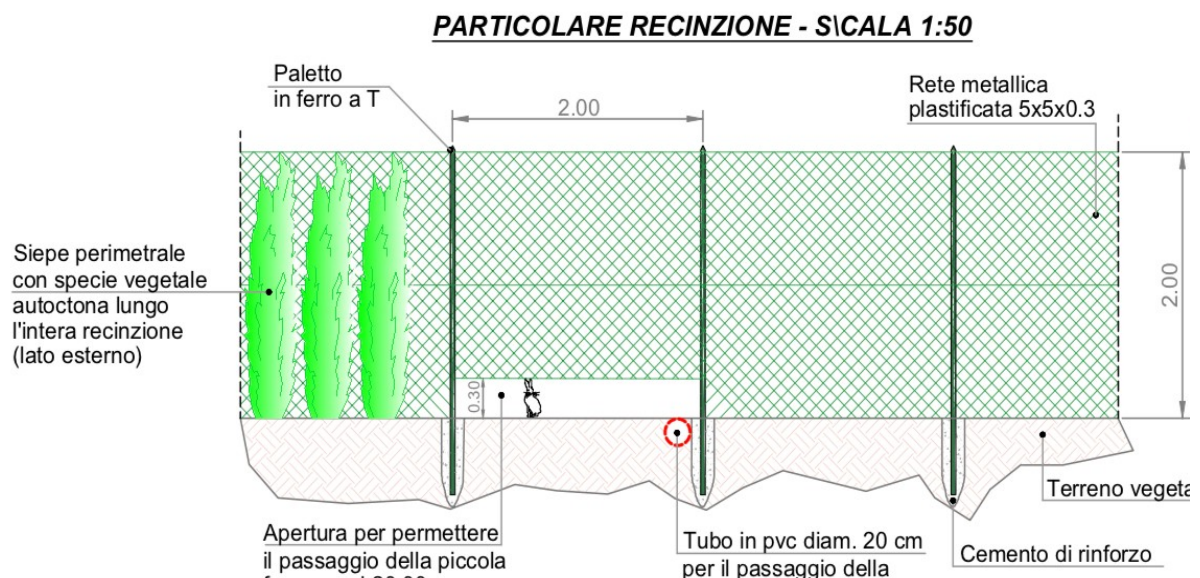 PARTICOLARE RECINZIONE - S\CALA 1:50
Paletto
in ferro a T
2.00
Rete metallica
plastificata 5x5x0.3
Siepe perimetrale
con specie vegetale
autoctona lungo
l'intera recinzione
(lato esterno)
2.00
0.30
Terreno vegeta
Apertura per permettere
il passaggio della piccola
Tubo in pvc diam. 20 cm
per il passaggio della
Cemento di rinforzo